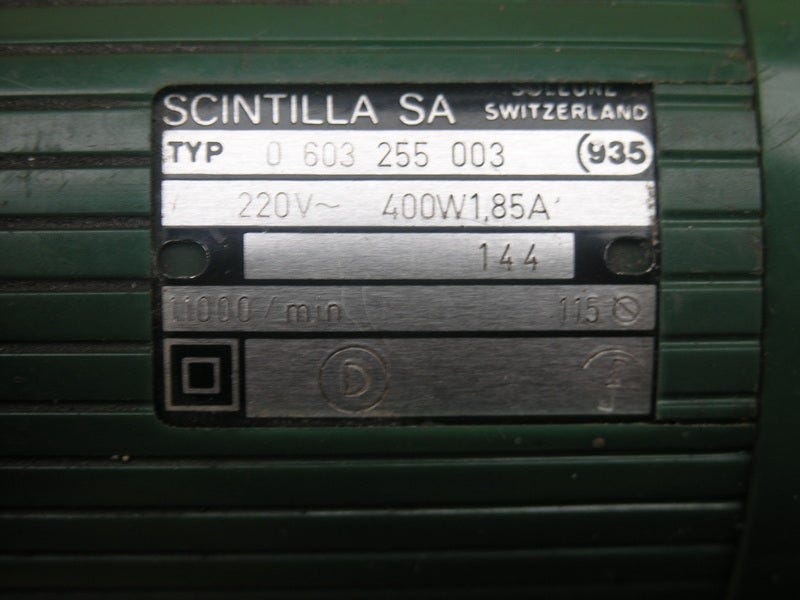 SCINTILLA SA
SOLEURE
SWITZERLAND
TYP 0 603 255 003 (935
220V~ 400W1,85A
144
11000/min 115 ⦰
D